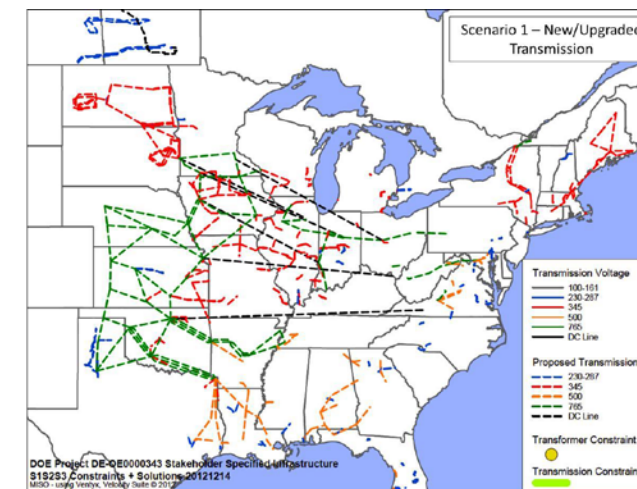 Scenario 1 – New/Upgraded
Transmission
Transmission Voltage
100-161
230-287
345
500
765
DC Line
Proposed Transmission
230-287
345
500
765
DC Line
Transformer Constraint
Transmission Constraint
DOE Project DE-OE0000343 Stakeholder Specified Infrastructure
S1S2S3 Constraints + Solutions 20121214
MISO - using Ventyx, Velocity Suite © 2012